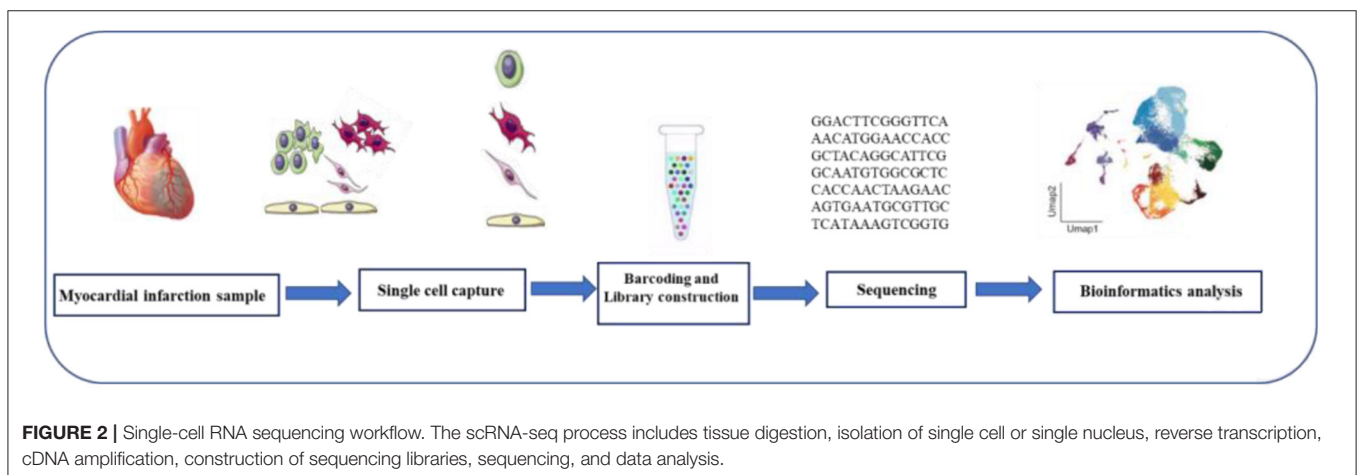 GGACTTCGGGTTCA
AACATGGAACCACC
GCTACAGGCATTCG
GCAATGTGGCGCTC
CACCAACTAAGAAC
AGTGAATGCGTTGC
TCATAAAGTCGGTG
Umap2
Umap1
Myocardial infarction sample
Single cell capture
Barcoding and
Library construction
Sequencing
Bioinformatics analysis
FIGURE 2 | Single-cell RNA sequencing workflow. The scRNA-seq process includes tissue digestion, isolation of single cell or single nucleus, reverse transcription,
cDNA amplification, construction of sequencing libraries, sequencing, and data analysis.